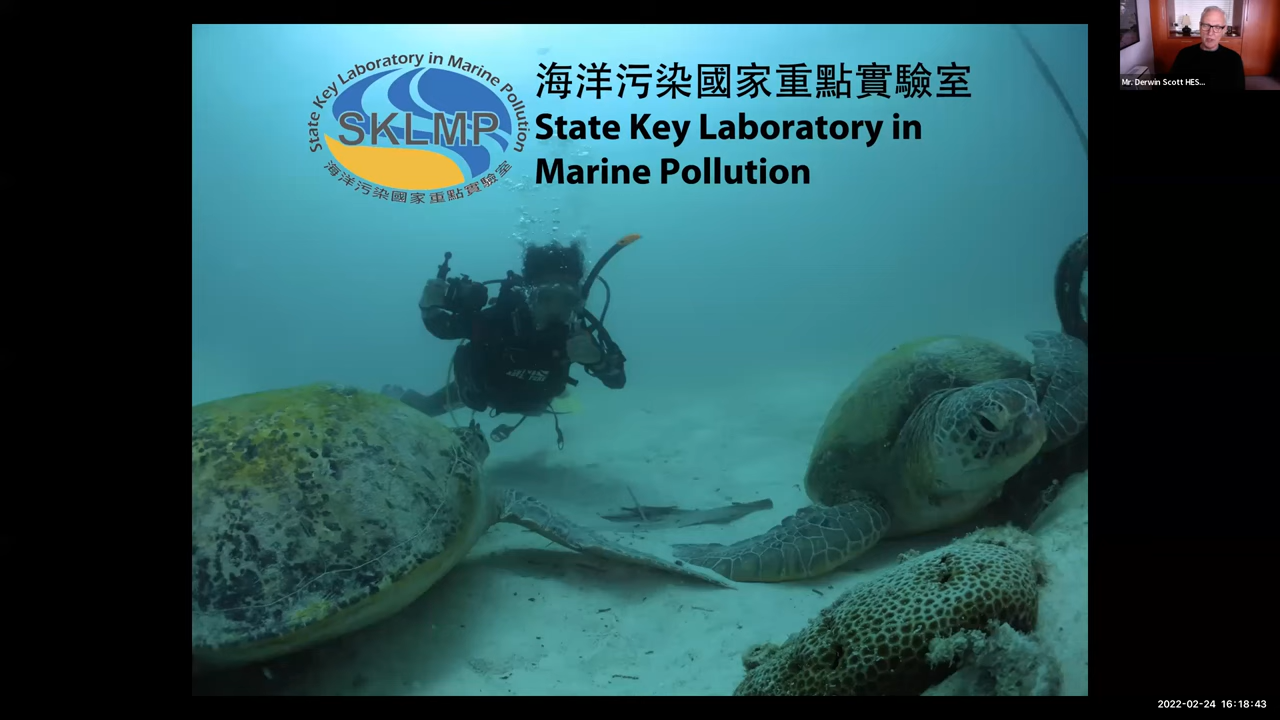 State Key Laboratory in Marine Pollution
SKLMP
海洋污染國家重點實驗室
海洋污染國家重點實驗室
State Key Laboratory in
Marine Pollution
Mr. Derwin Scott HES...
2022-02-24 16:18:43